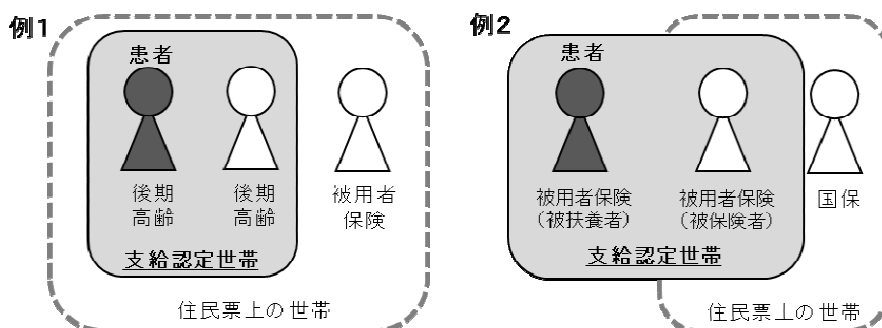 例1
患者
後期
高齢
後期
高齢
被用者
保険
支給認定世帯
住民票上の世帯
例2
患者
被用者保険
(被扶養者)
被用者保険
(被保険者)
国保
支給認定世帯
住民票上の世帯